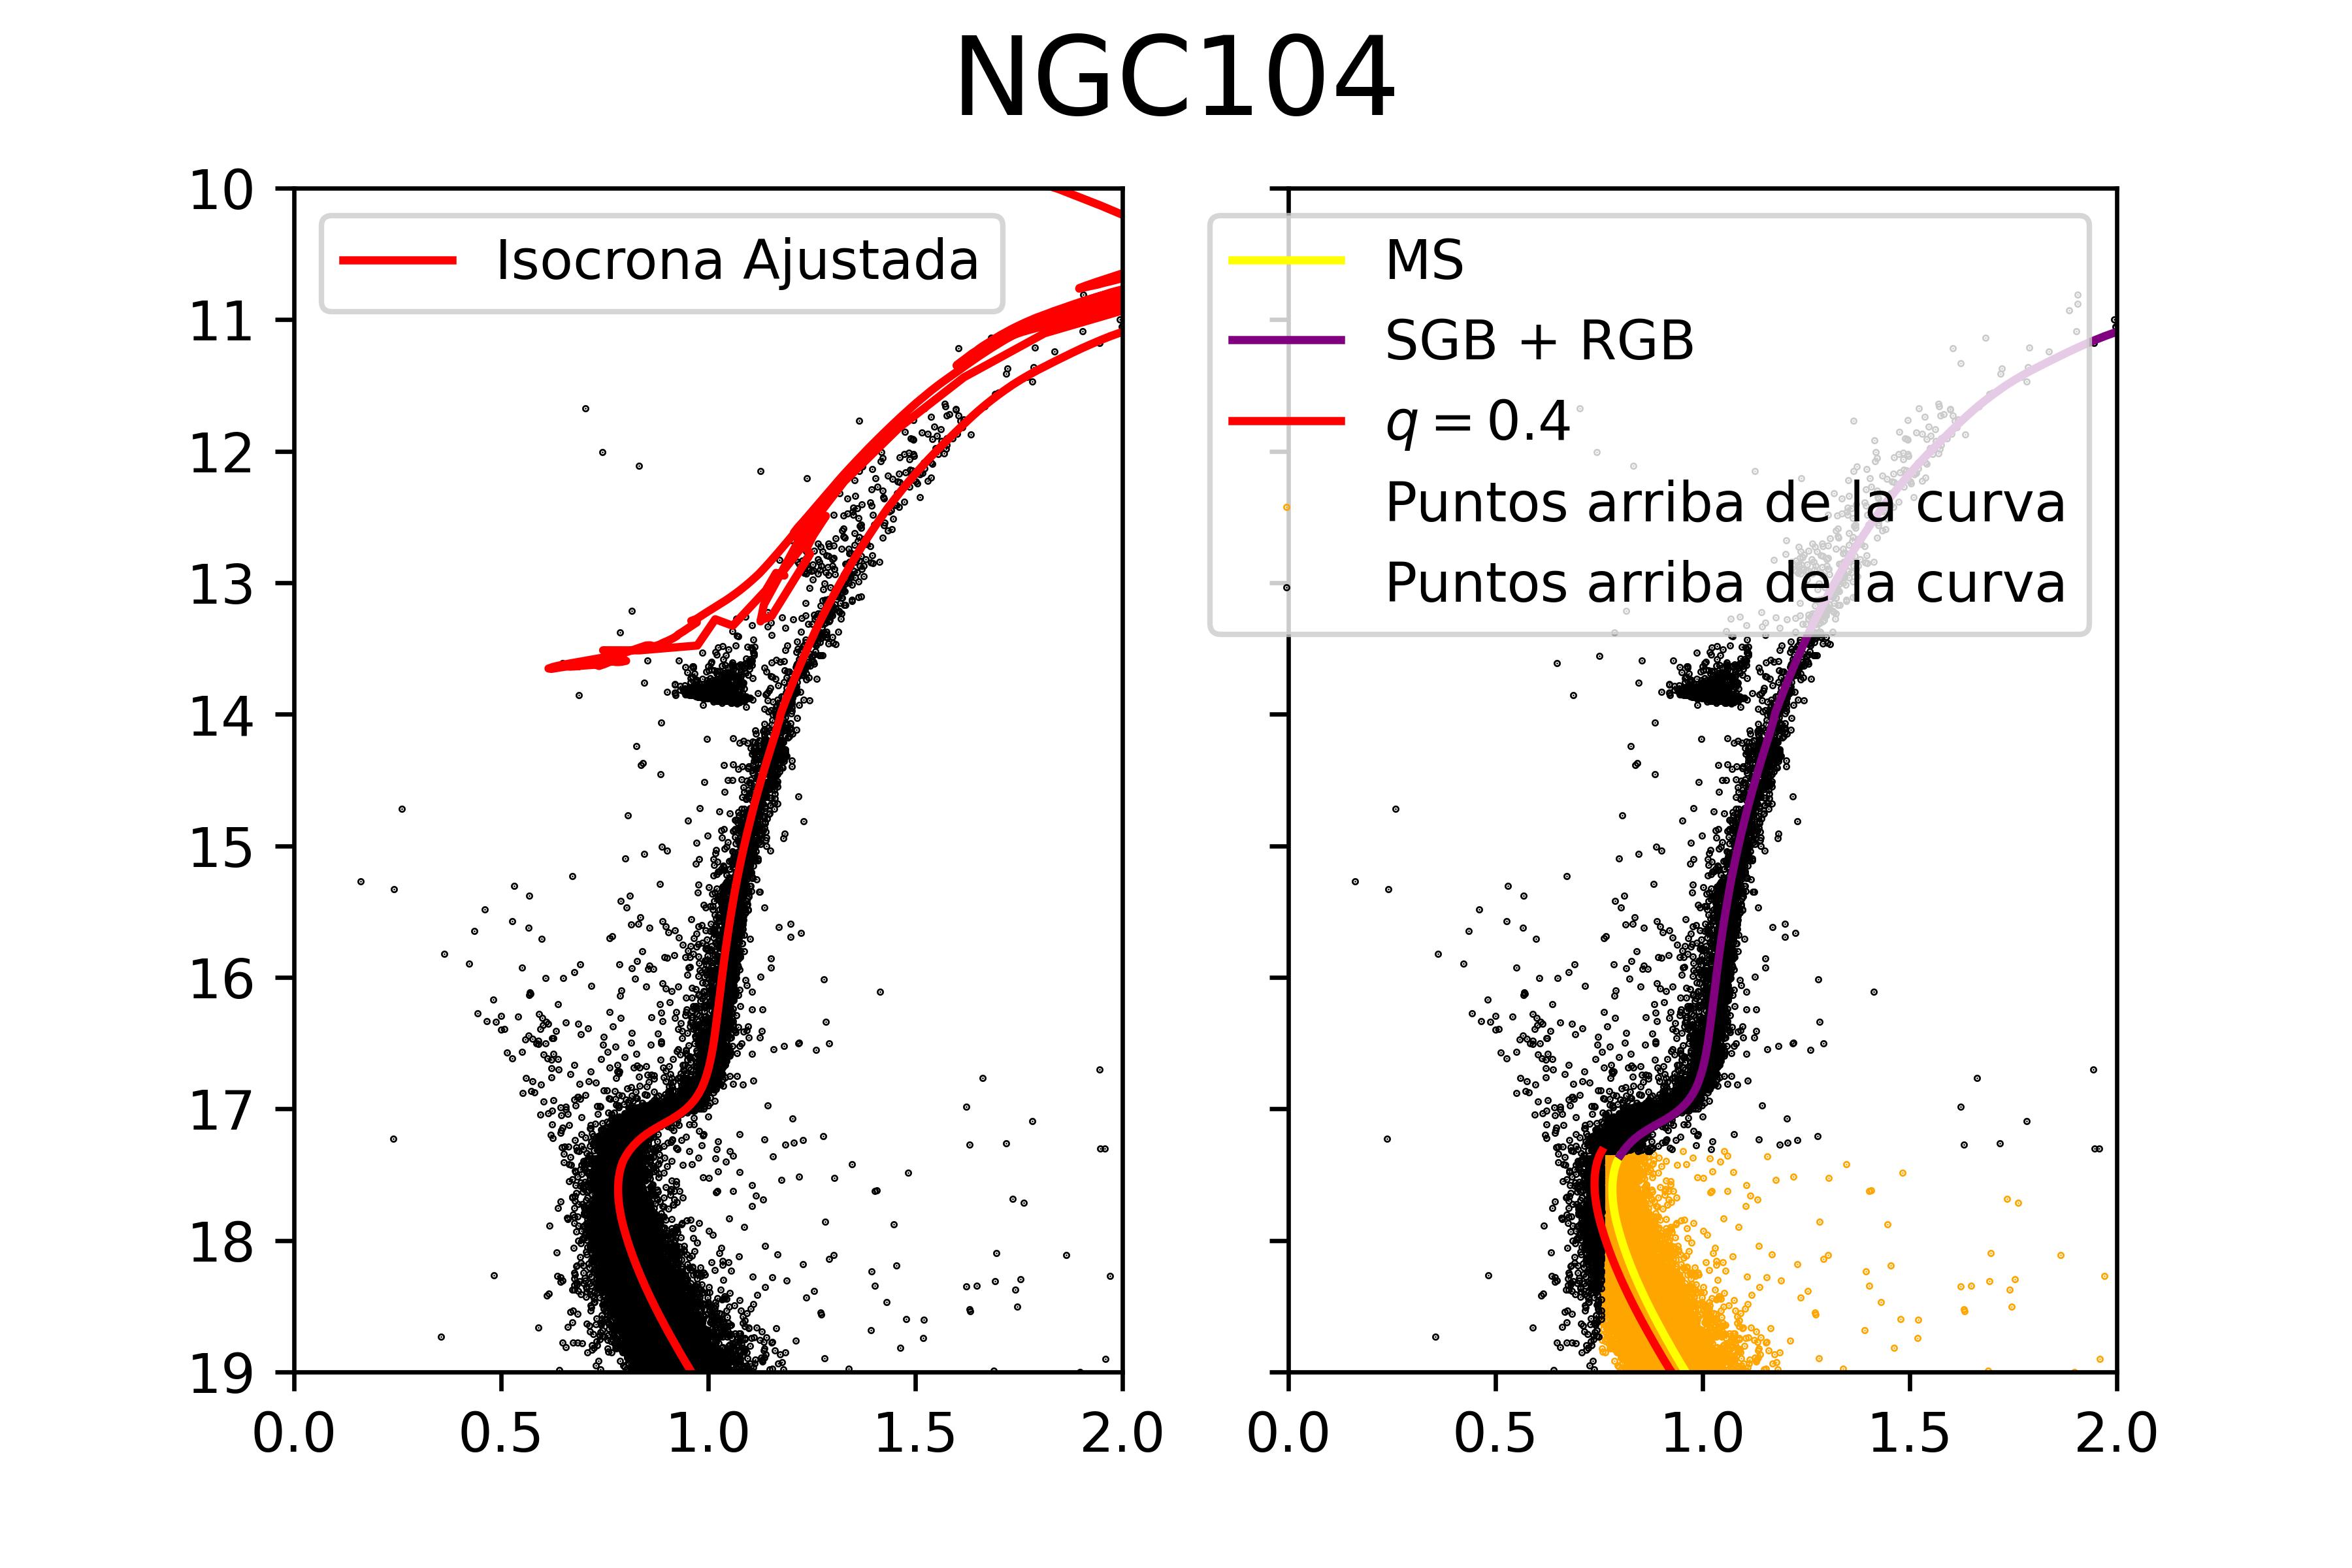 NGC104
Isocrona Ajustada
10
11
12
13
14
15
16
17
18
19
0.0 0.5 1.0 1.5 2.0
MS
SGB + RGB
q = 0.4
Puntos arriba de la curva
Puntos arriba de la curva
0.0 0.5 1.0 1.5 2.0